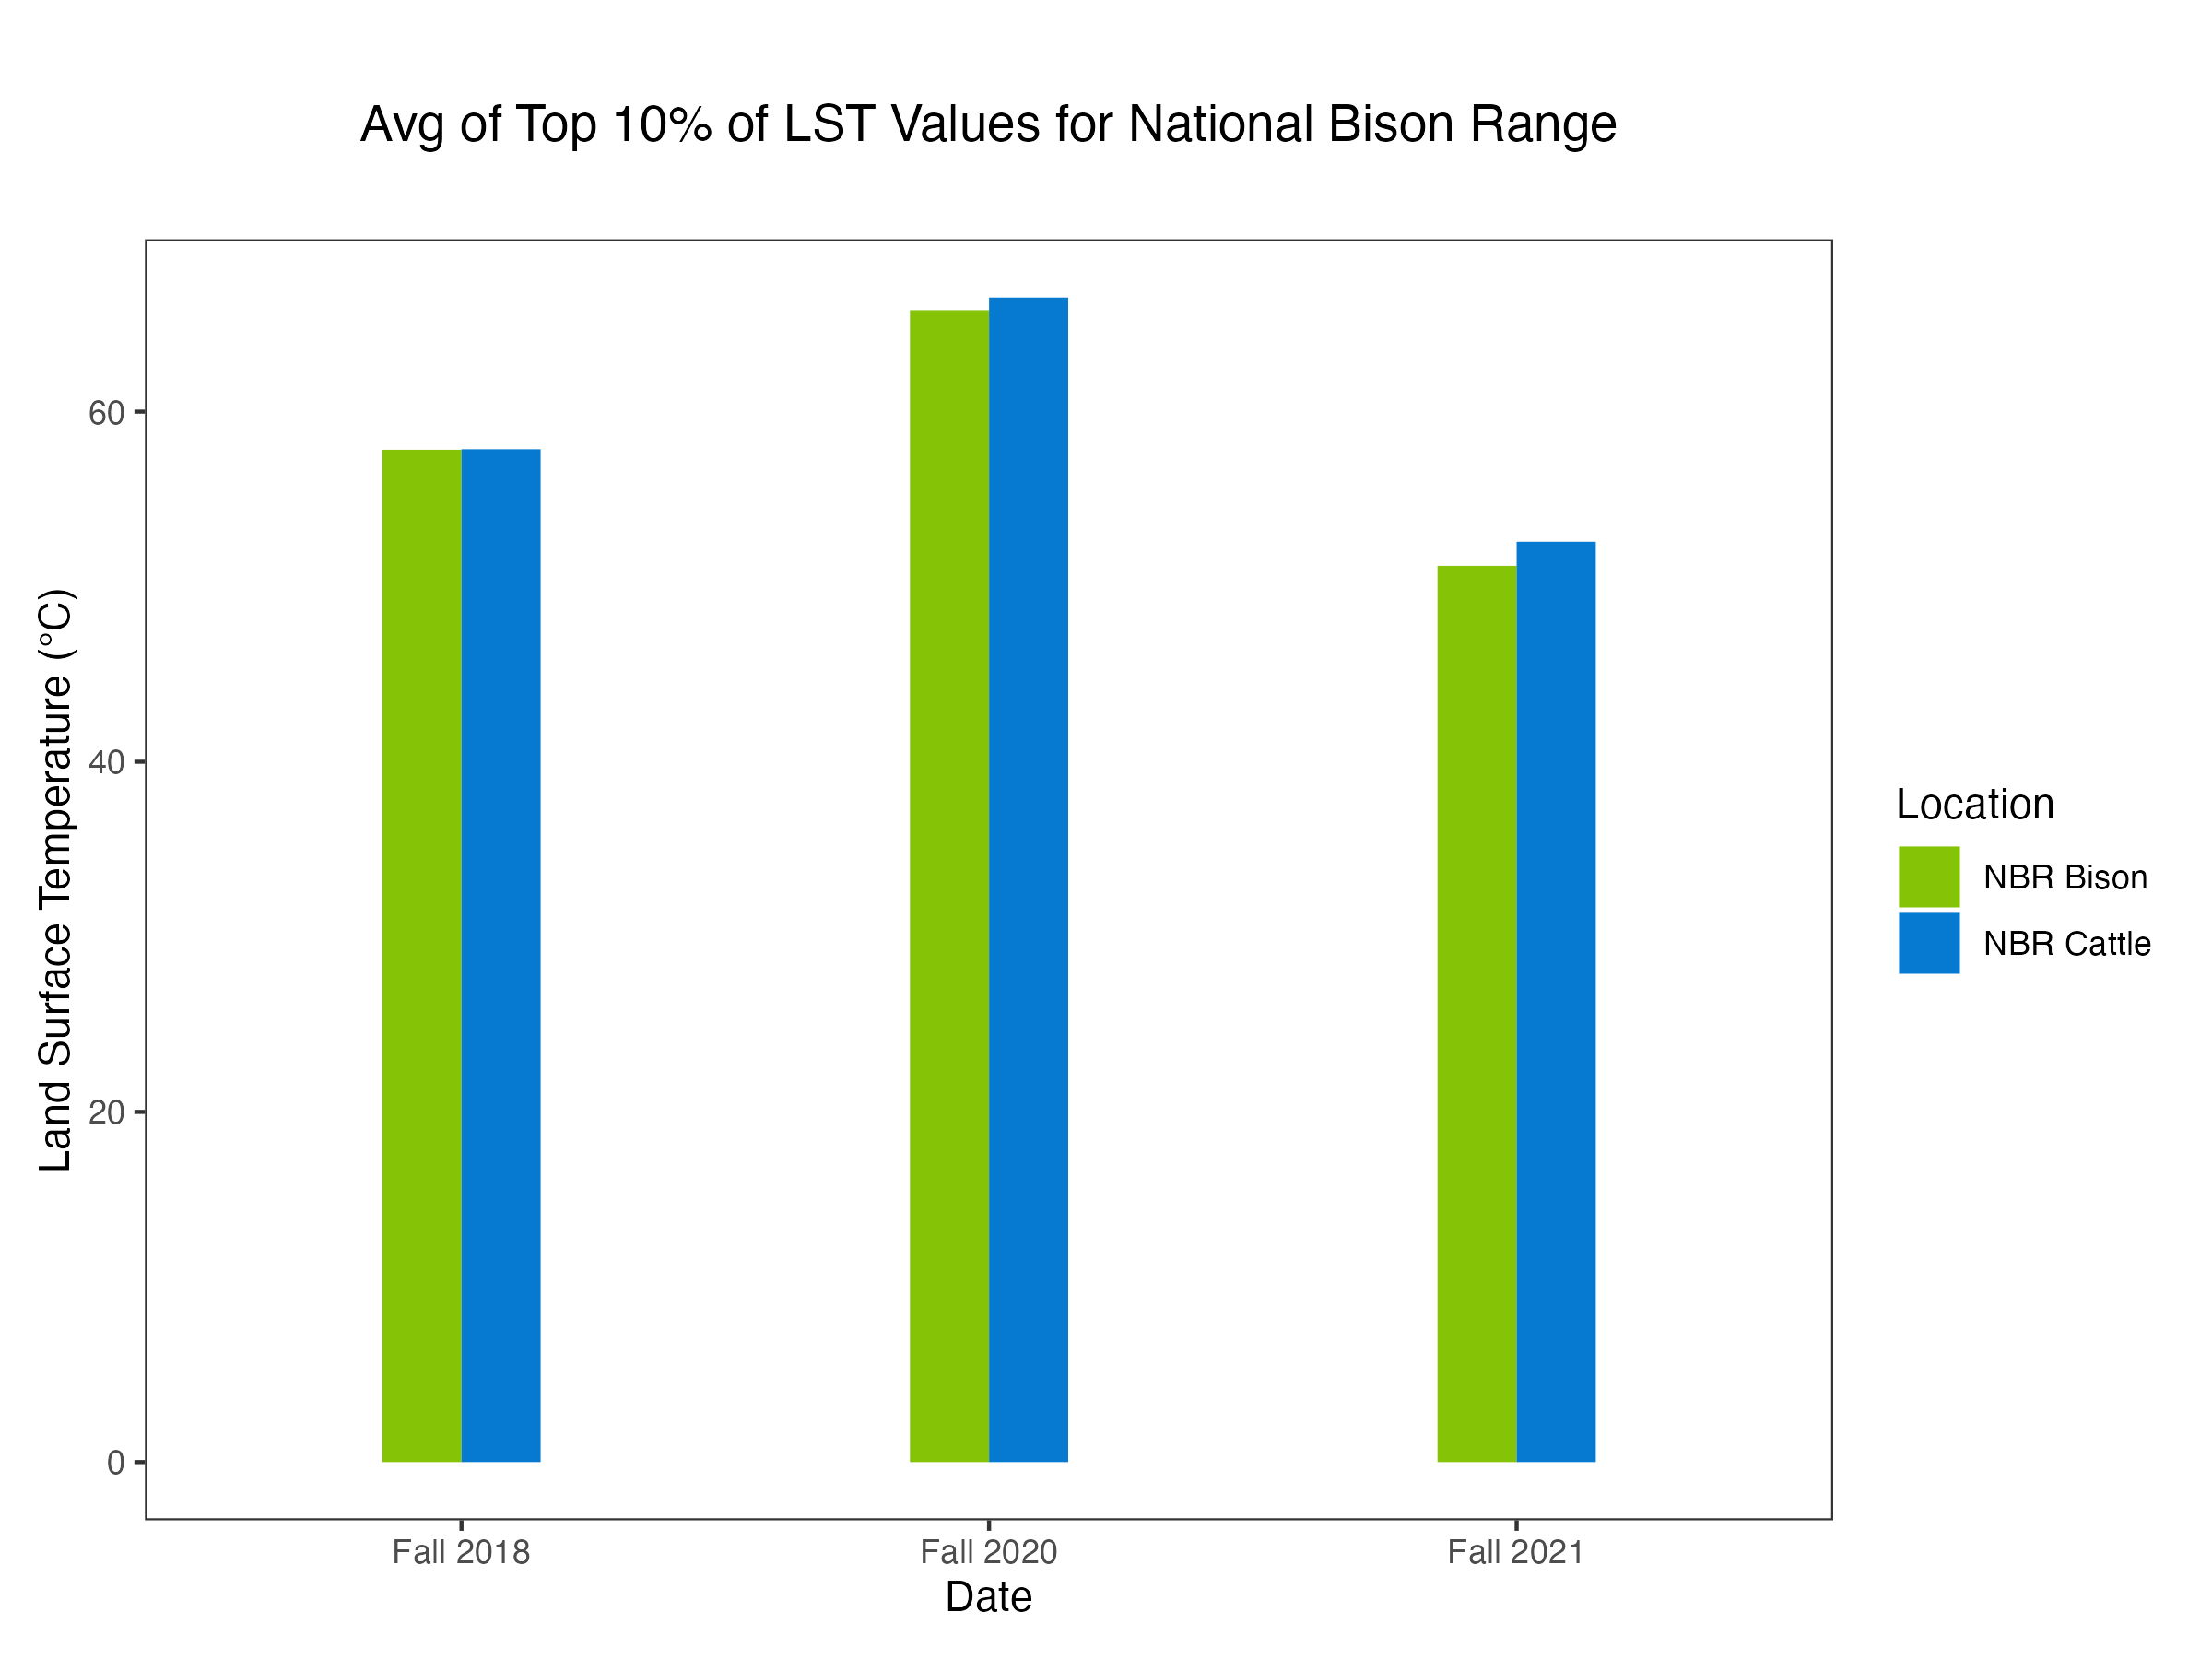 Avg of Top 10% of LST Values for National Bison Range
Land Surface Temperature (°C)
60
40
20
0
Fall 2018
Fall 2020
Fall 2021
Date
Location
NBR Bison
NBR Cattle